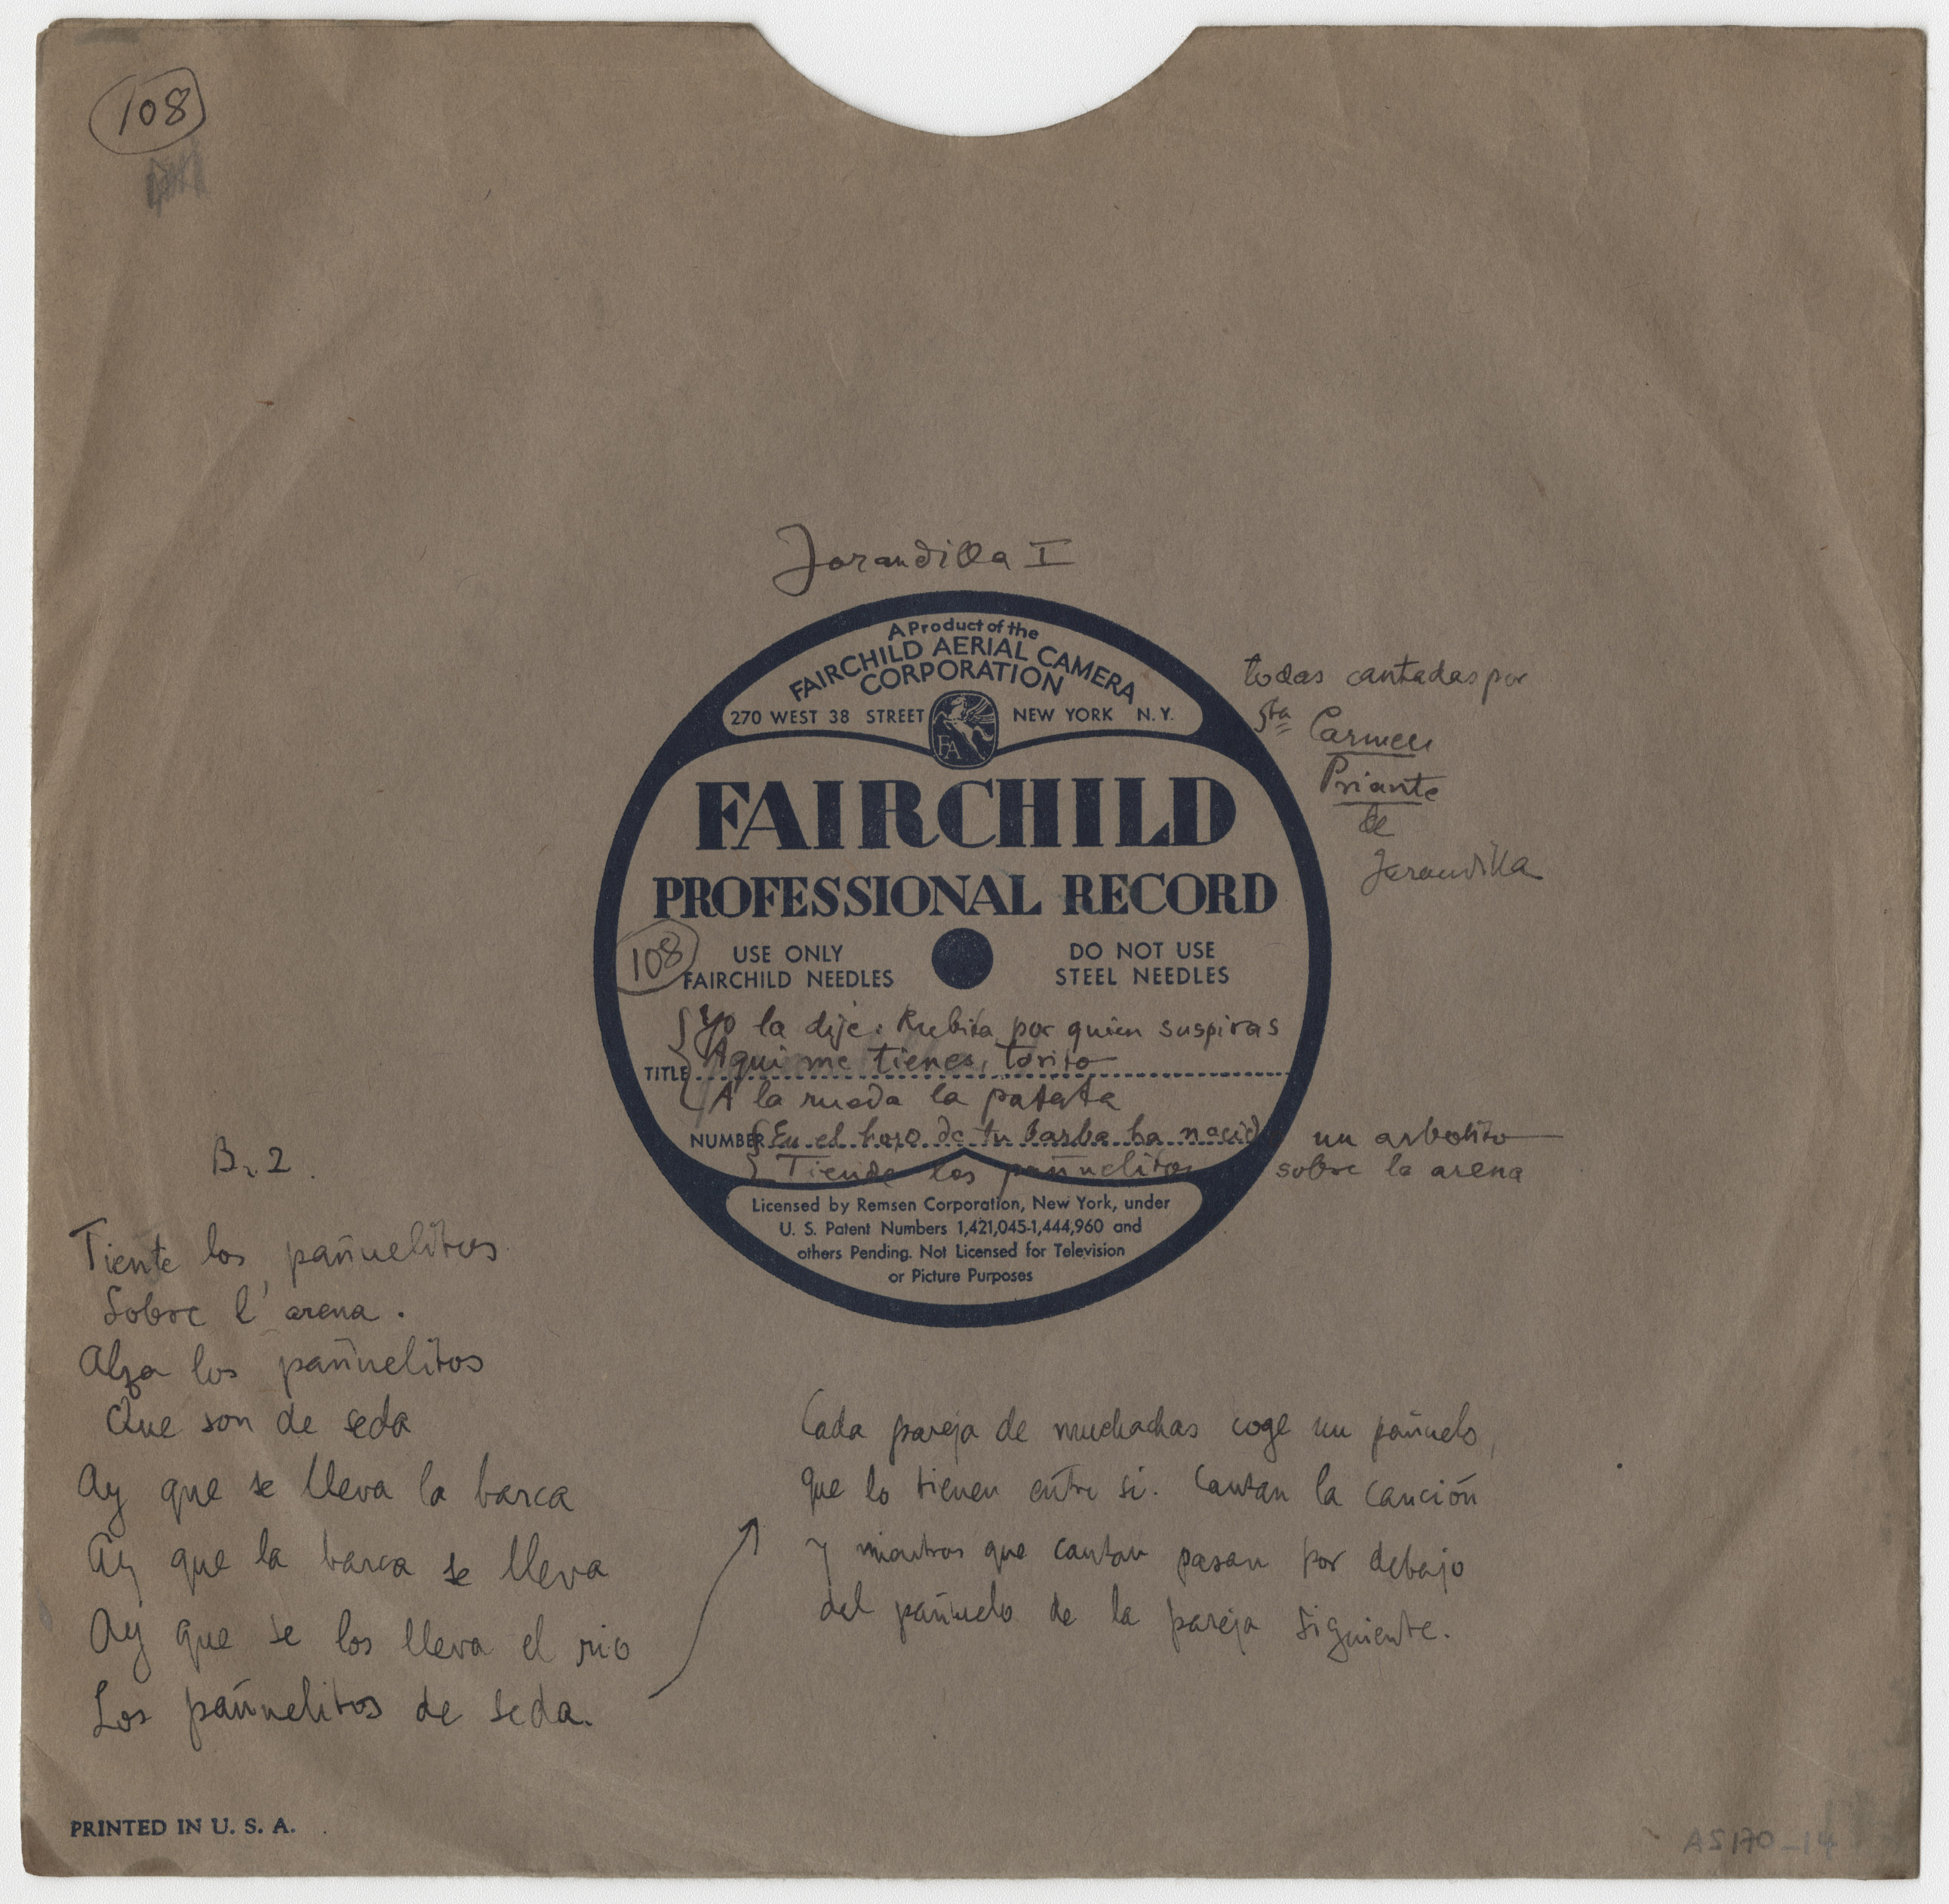 108
Jarandilla I
A Product of the
FAIRCHILD AERIAL CAMERA
CORPORATION
270 WEST 38 STREET NEW YORK N. Y.
FA
todas cantadas por
Sta Carmen
Priante
de
Jarandilla
FAIRCHILD
PROFESSIONAL RECORD
108
USE ONLY
FAIRCHILD NEEDLES
DO NOT USE
STEEL NEEDLES
Yo la dije: Rubita por quien suspiras
TITLE Aqui me tienes, torito
A la rueda la patata
NUMBER En el hoyo de tu barba ha nacido un arbolito
Tiende los pañuelitos sobre la arena
Licensed by Remsen Corporation, New York, under
U. S. Patent Numbers 1,421,045-1,444,960 and
others Pending. Not Licensed for Television
or Picture Purposes
B. 2.
Tiente los pañuelitos
Sobre l' arena.
Alza los pañuelitos
Que son de seda
Ay que se lleva la barca
Ay que la barca se lleva
Ay que se los lleva el rio
Los pañuelitos de seda.
Cada pareja de muchachas coge un pañuelo,
que lo tienen entre si. Cantan la canción
y mientras que cantan pasan por debajo
del pañuelo de la pareja siguiente.
PRINTED IN U. S. A.
AS170-14